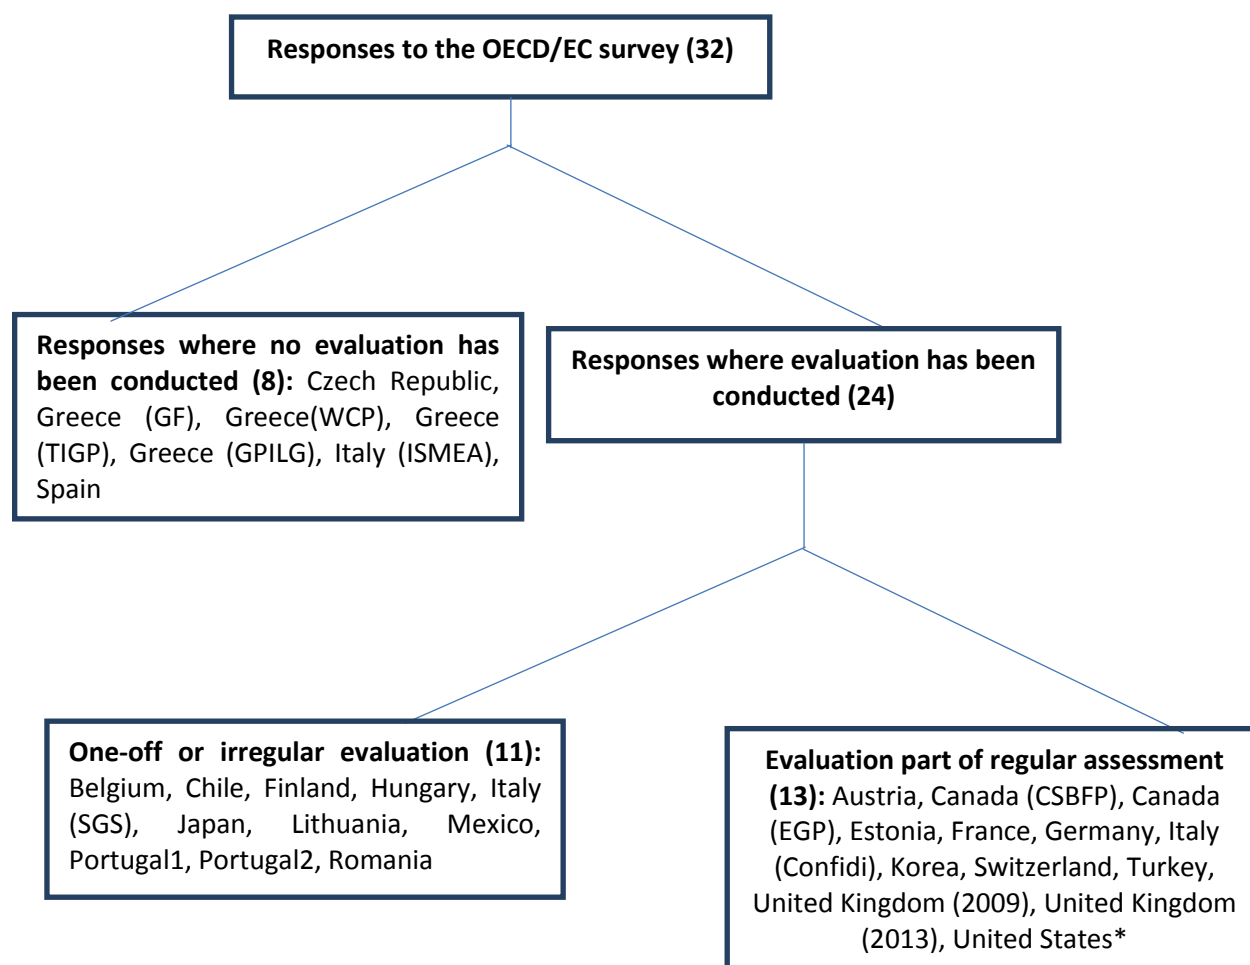 Responses to the OECD/EC survey (32)
Responses where no evaluation has
been conducted (8): Czech Republic,
Greece (GF), Greece(WCP), Greece
(TIGP), Greece (GPILG), Italy (ISMEA),
Spain
Responses where evaluation has been
conducted (24)
One-off or irregular evaluation (11):
Belgium, Chile, Finland, Hungary, Italy
(SGS), Japan, Lithuania, Mexico,
Portugal1, Portugal2, Romania
Evaluation part of regular assessment
(13): Austria, Canada (CSBFP), Canada
(EGP), Estonia, France, Germany, Italy
(Confidi), Korea, Switzerland, Turkey,
United Kingdom (2009), United Kingdom
(2013), United States*